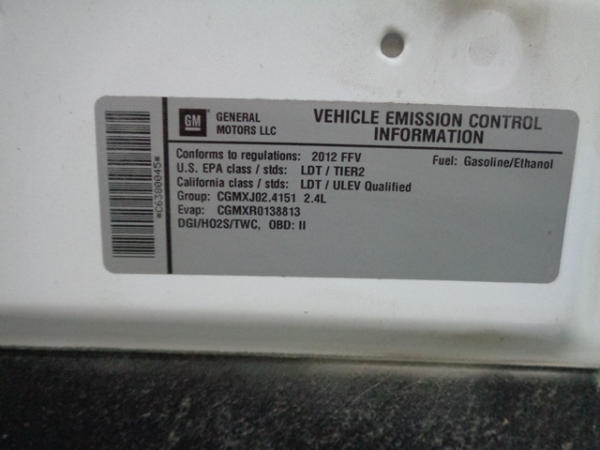 GM
GENERAL MOTORS LLC
VEHICLE EMISSION CONTROL
INFORMATION
Conforms to regulations: 2012 FFV
Fuel: Gasoline/Ethanol
U.S. EPA class / stds: LDT / TIER2
California class / stds: LDT / ULEV Qualified
Group: CGMXJ02.4151 2.4L
Evap: CGMXR0138813
DGI/HO2S/TWC, OBD: II
*C6380045*